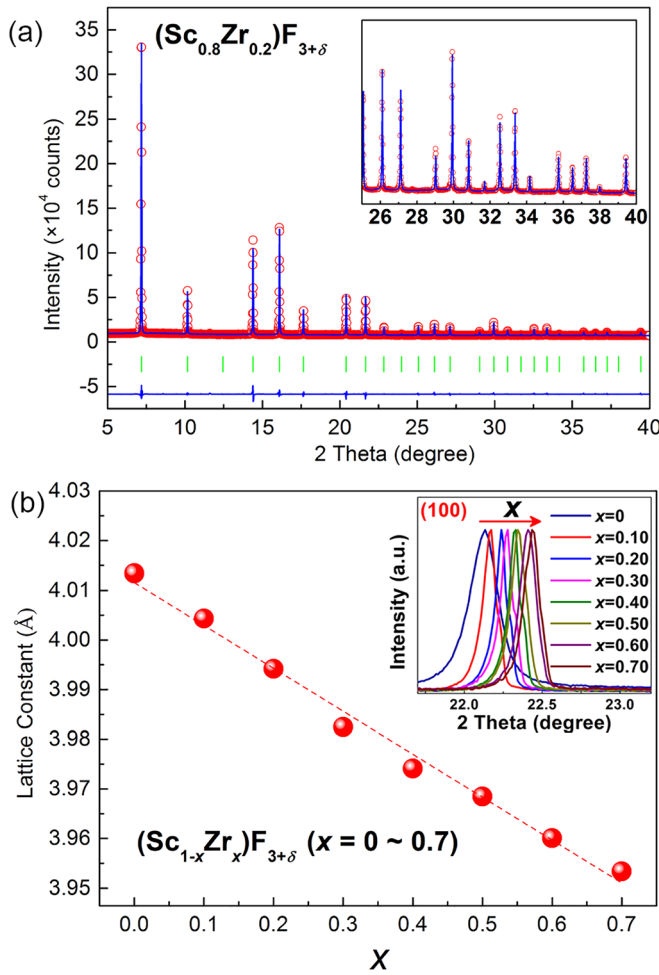 (a)
(Sc0.8Zr0.2)F3+δ
Intensity (×10⁴ counts)
35
30
25
20
15
10
5
0
-5
26 28 30 32 34 36 38 40
5 10 15 20 25 30 35 40
2 Theta (degree)
(b)
Lattice Constant (Å)
4.03
4.02
4.01
4.00
3.99
3.98
3.97
3.96
3.95
(100)
x
Intensity (a.u.)
x=0
x=0.10
x=0.20
x=0.30
x=0.40
x=0.50
x=0.60
x=0.70
22.0 22.5 23.0
2 Theta (degree)
(Sc1-xZrx)F3+δ (x = 0 ~ 0.7)
0.0 0.1 0.2 0.3 0.4 0.5 0.6 0.7
x